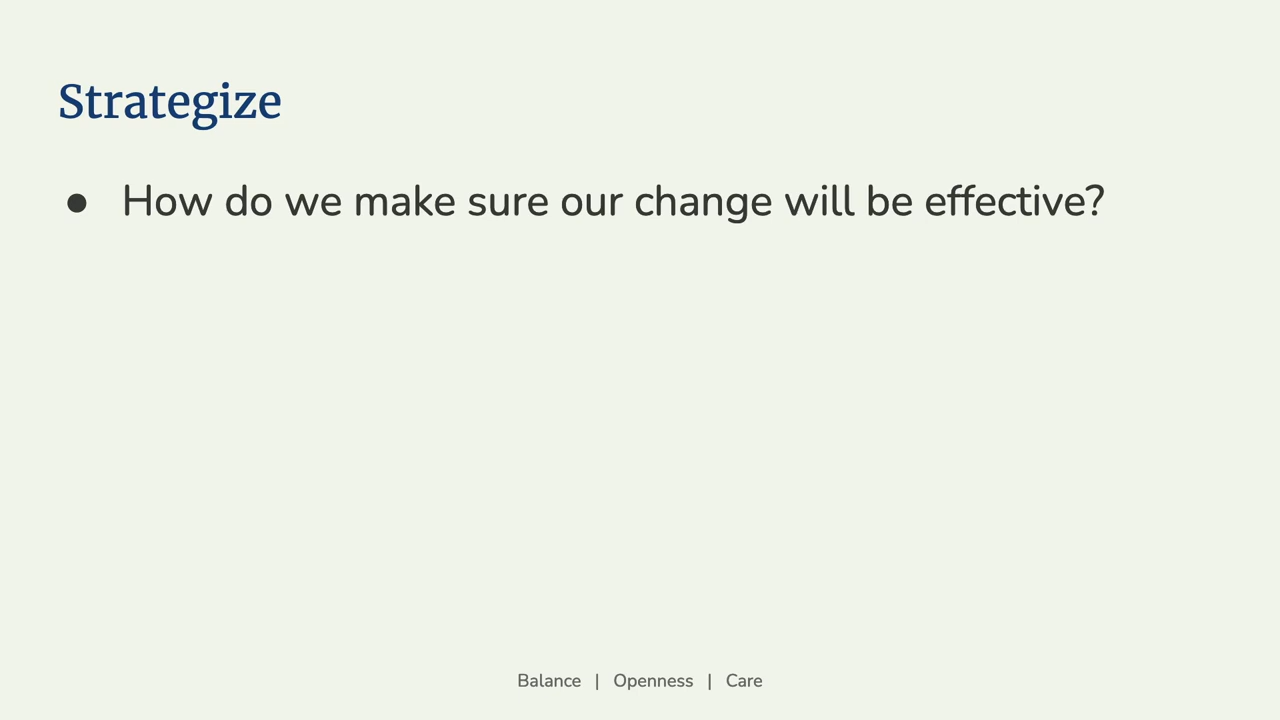 Strategize
● How do we make sure our change will be effective?
Balance | Openness | Care